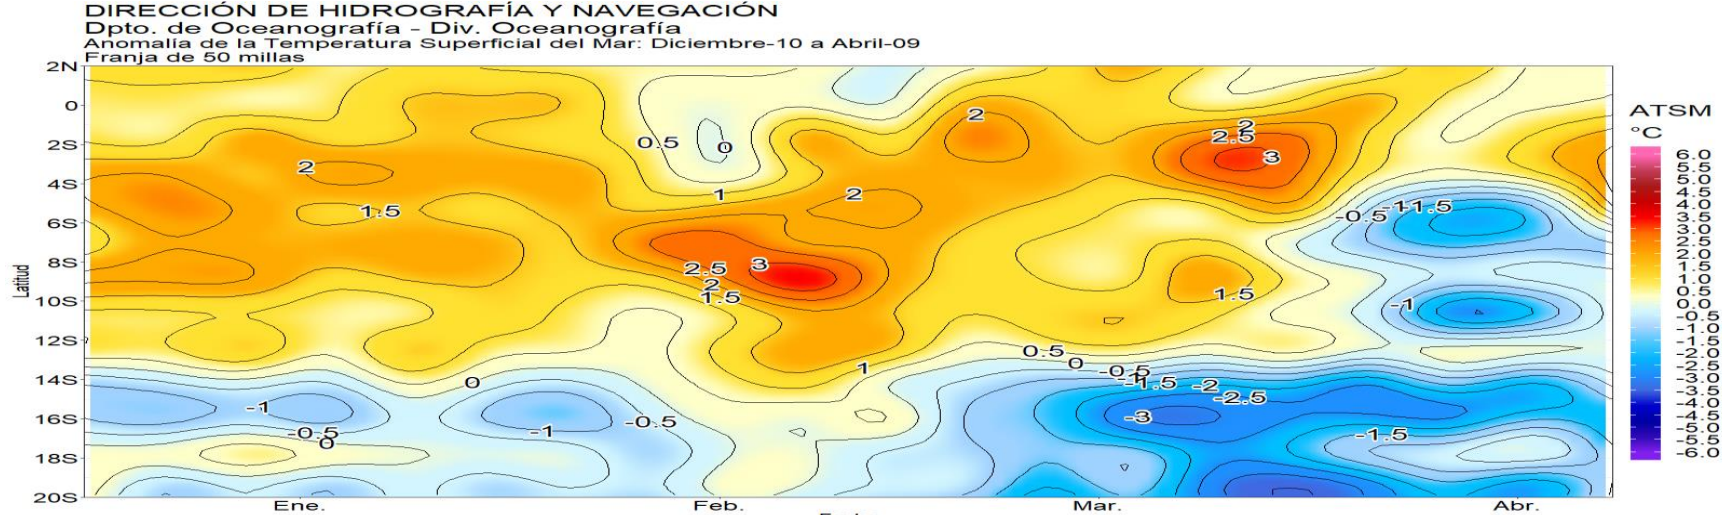 DIRECCIÓN DE HIDROGRAFÍA Y NAVEGACIÓN
Dpto. de Oceanografía - Div. Oceanografía
Anomalía de la Temperatura Superficial del Mar: Diciembre-10 a Abril-09
Franja de 50 millas
2N
0
2S
4S
6S
8S
10S
12S
14S
16S
18S
20S
Latitud
Ene.
Feb.
Mar.
Abr.
2
1.5
0.5
0
1
2
2
2.5
3
2
1.5
2
2.5
3
1.5
-0.5
-1
-1.5
-1
0
-1
-0.5
0
-1
-0.5
1
0.5
0
-0.5
-1
-1.5
-2
-2.5
-3
-1.5
ATSM
°C
6.0
5.5
5.0
4.5
4.0
3.5
3.0
2.5
2.0
1.5
1.0
0.5
0.0
-0.5
-1.0
-1.5
-2.0
-2.5
-3.0
-3.5
-4.0
-4.5
-5.0
-5.5
-6.0